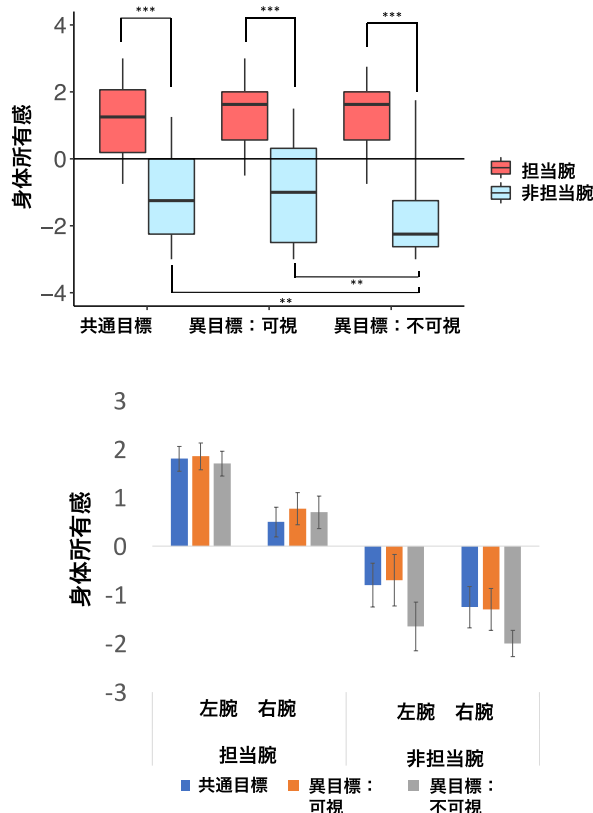 ***
***
***
4
2
0
−2
−4
身体所有感
担当腕
非担当腕
**
**
共通目標
異目標：可視
異目標：不可視
3
2
1
0
-1
-2
-3
身体所有感
左腕 右腕
左腕 右腕
担当腕
非担当腕
共通目標
異目標：
可視
異目標：
不可視